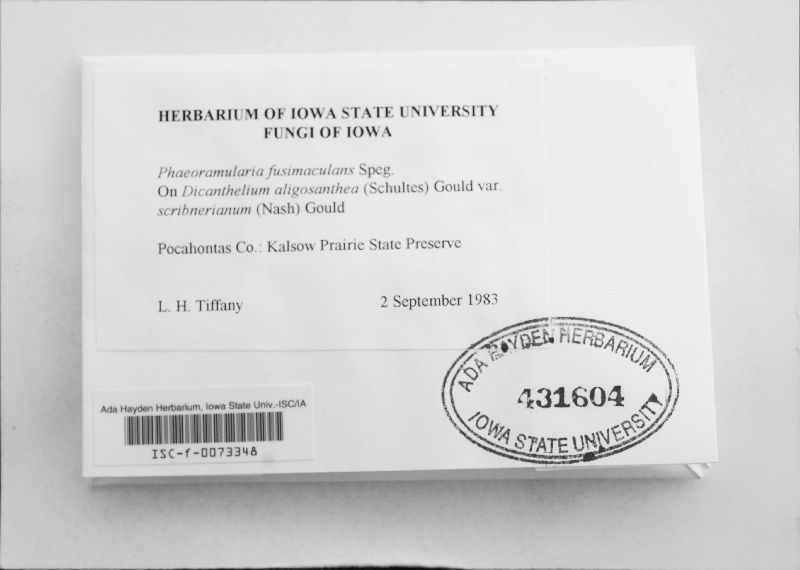 HERBARIUM OF IOWA STATE UNIVERSITY
FUNGI OF IOWA
Phaeoramularia fusimaculans Speg.
On Dicanthelium aligosanthea (Schultes) Gould var.
scribnerianum (Nash) Gould
Pocahontas Co.: Kalsow Prairie State Preserve
L. H. Tiffany 2 September 1983
ADA HAYDEN HERBARIUM
431604
IOWA STATE UNIVERSITY
Ada Hayden Herbarium, Iowa State Univ.-ISC/IA
ISC-f-0073348